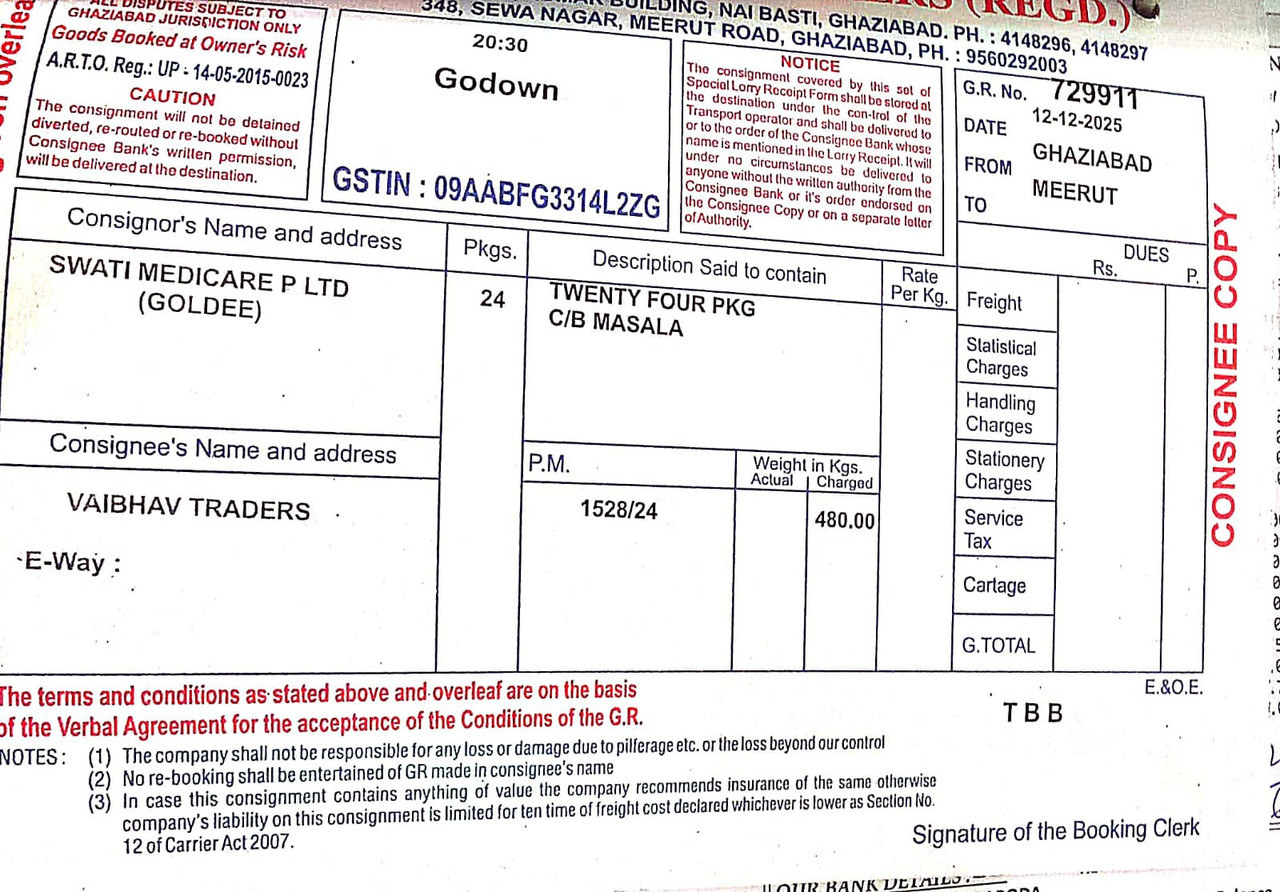 (REGD.)
BUILDING, NAI BASTI, GHAZIABAD. PH. : 4148296, 4148297
348, SEWA NAGAR, MEERUT ROAD, GHAZIABAD, PH. : 9560292003
ALL DISPUTES SUBJECT TO
GHAZIABAD JURISDICTION ONLY
Goods Booked at Owner's Risk
A.R.T.O. Reg.: UP - 14-05-2015-0023
CAUTION
The consignment will not be detained
diverted, re-routed or re-booked without
Consignee Bank's written permission,
will be delivered at the destination.
20:30
Godown
GSTIN : 09AABFG3314L2ZG
NOTICE
The consignment covered by this set of
Special Lorry Receipt Form shall be stored at
the destination under the con-trol of the
Transport operator and shall be delivered to
or to the order of the Consignee Bank whose
name is mentioned in the Lorry Receipt. It will
under no circumstances be delivered to
anyone without the written authority from the
Consignee Bank or it's order endorsed on
the Consignee Copy or on a separate letter
of Authority.
G.R. No. 729911
DATE 12-12-2025
FROM GHAZIABAD
TO MEERUT
CONSIGNEE COPY
Consignor's Name and address
SWATI MEDICARE P LTD
(GOLDEE)
Pkgs.
24
Description Said to contain
TWENTY FOUR PKG
C/B MASALA
Rate
Per Kg.
DUES
Rs. P.
Freight
Statistical
Charges
Handling
Charges
Stationery
Charges
Service
Tax
Cartage
G.TOTAL
Consignee's Name and address
VAIBHAV TRADERS
E-Way :
P.M.
1528/24
Weight in Kgs.
Actual Charged
480.00
E.&O.E.
The terms and conditions as stated above and overleaf are on the basis
of the Verbal Agreement for the acceptance of the Conditions of the G.R.
T B B
NOTES : (1) The company shall not be responsible for any loss or damage due to pilferage etc. or the loss beyond our control
(2) No re-booking shall be entertained of GR made in consignee's name
(3) In case this consignment contains anything of value the company recommends insurance of the same otherwise
company's liability on this consignment is limited for ten time of freight cost declared whichever is lower as Section No.
12 of Carrier Act 2007.
Signature of the Booking Clerk
OUR BANK DETAILS